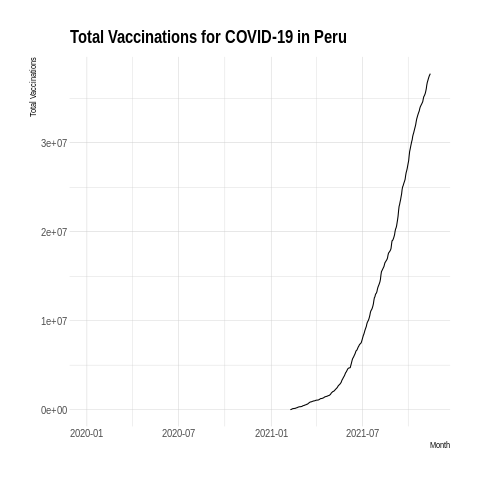 Total Vaccinations for COVID-19 in Peru
Total Vaccinations
3e+07
2e+07
1e+07
0e+00
2020-01 2020-07 2021-01 2021-07
Month